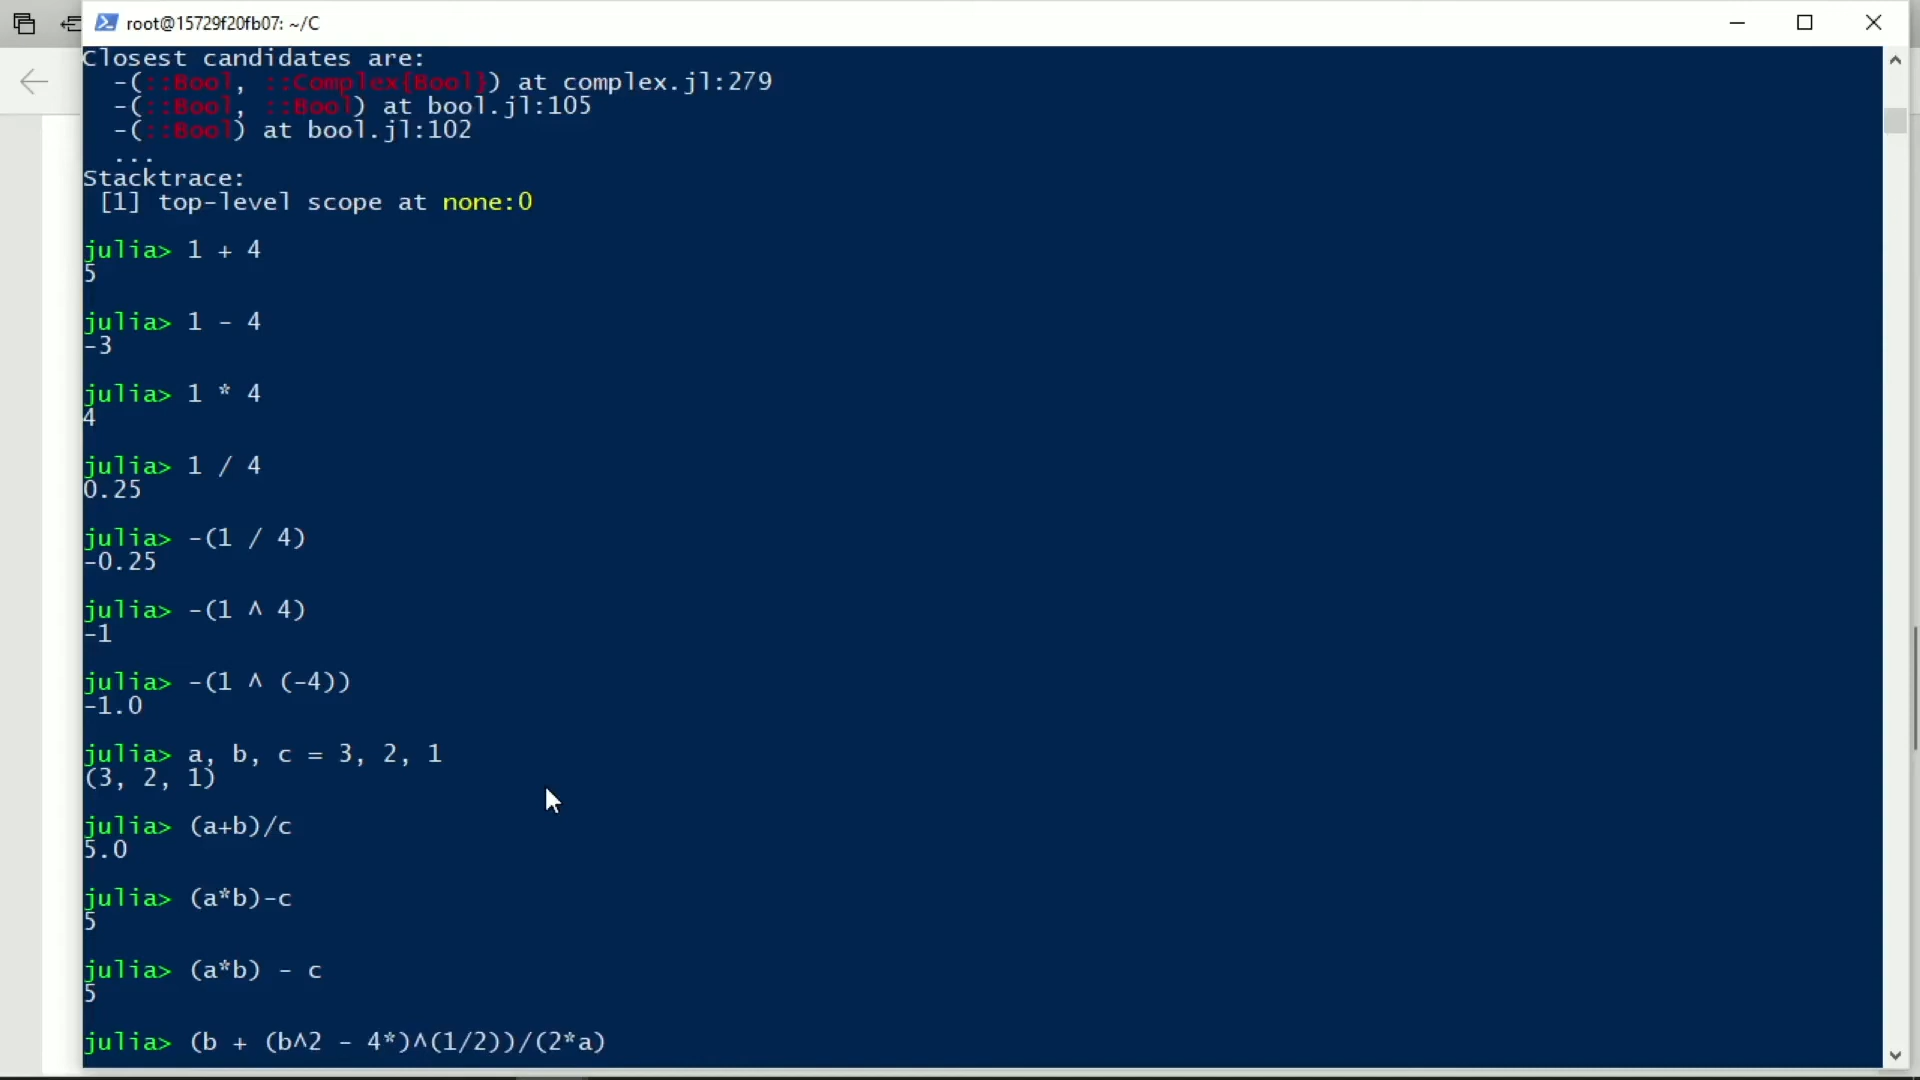 root@15729f20fb07: ~/C
Closest candidates are:
-(::Bool, ::Complex{Bool}) at complex.jl:279
-(::Bool, ::Bool) at bool.jl:105
-(::Bool) at bool.jl:102
...
Stacktrace:
[1] top-level scope at none:0
julia> 1 + 4
5
julia> 1 - 4
-3
julia> 1 * 4
4
julia> 1 / 4
0.25
julia> -(1 / 4)
-0.25
julia> -(1 ^ 4)
-1
julia> -(1 ^ (-4))
-1.0
julia> a, b, c = 3, 2, 1
(3, 2, 1)
julia> (a+b)/c
5.0
julia> (a*b)-c
5
julia> (a*b) - c
5
julia> (b + (b^2 - 4*)^(1/2))/(2*a)